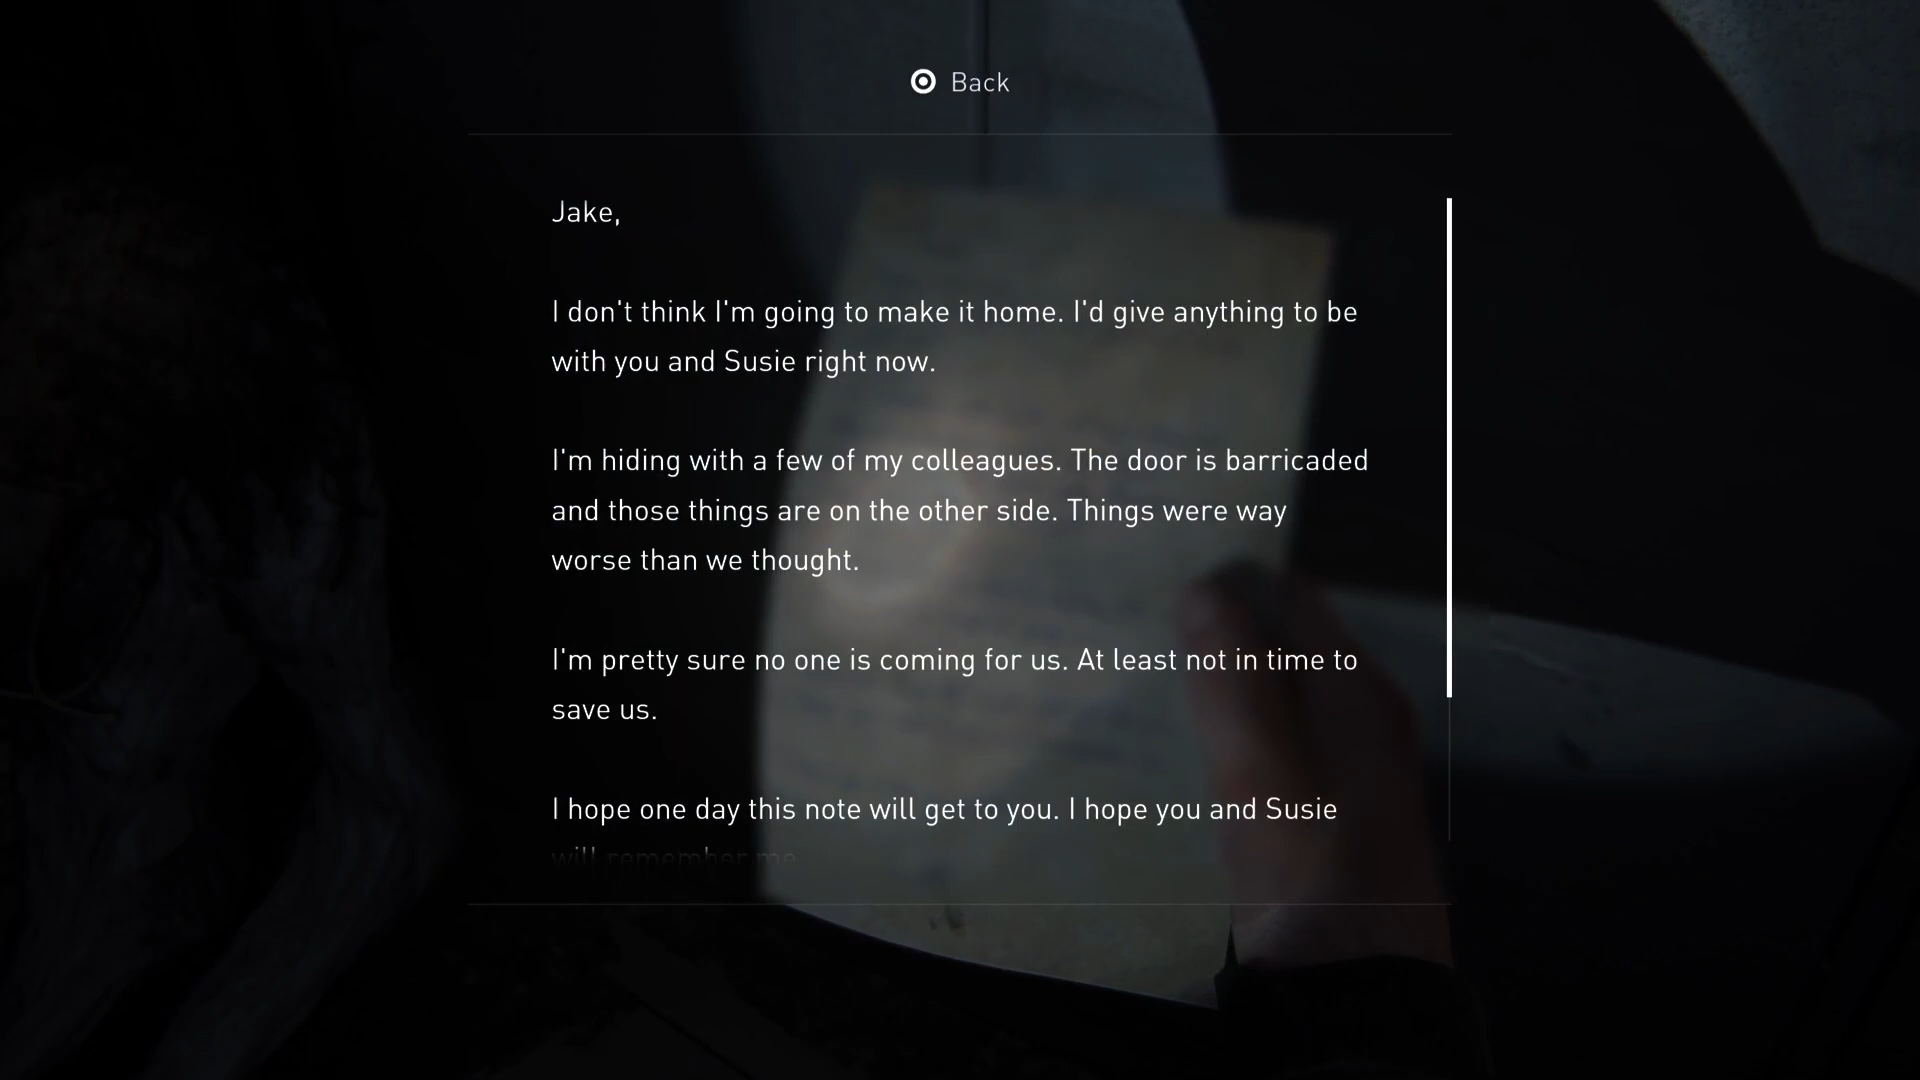 Back
Jake,
I don't think I'm going to make it home. I'd give anything to be
with you and Susie right now.
I'm hiding with a few of my colleagues. The door is barricaded
and those things are on the other side. Things were way
worse than we thought.
I'm pretty sure no one is coming for us. At least not in time to
save us.
I hope one day this note will get to you. I hope you and Susie
will remember me